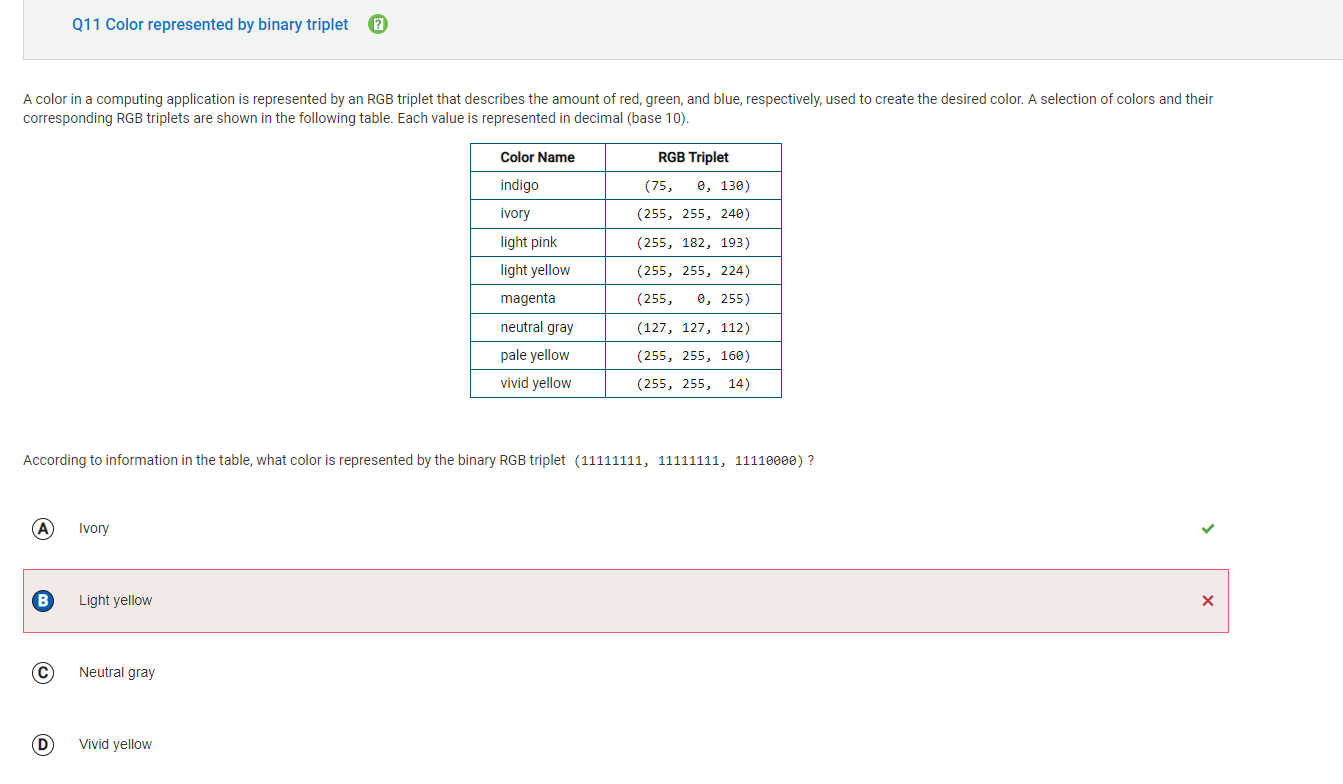 Q11 Color represented by binary triplet ?
A color in a computing application is represented by an RGB triplet that describes the amount of red, green, and blue, respectively, used to create the desired color. A selection of colors and their
corresponding RGB triplets are shown in the following table. Each value is represented in decimal (base 10).
Color Name RGB Triplet
indigo (75, 0, 130)
ivory (255, 255, 240)
light pink (255, 182, 193)
light yellow (255, 255, 224)
magenta (255, 0, 255)
neutral gray (127, 127, 112)
pale yellow (255, 255, 160)
vivid yellow (255, 255, 14)
According to information in the table, what color is represented by the binary RGB triplet (11111111, 11111111, 11110000) ?
A Ivory
B Light yellow
C Neutral gray
D Vivid yellow